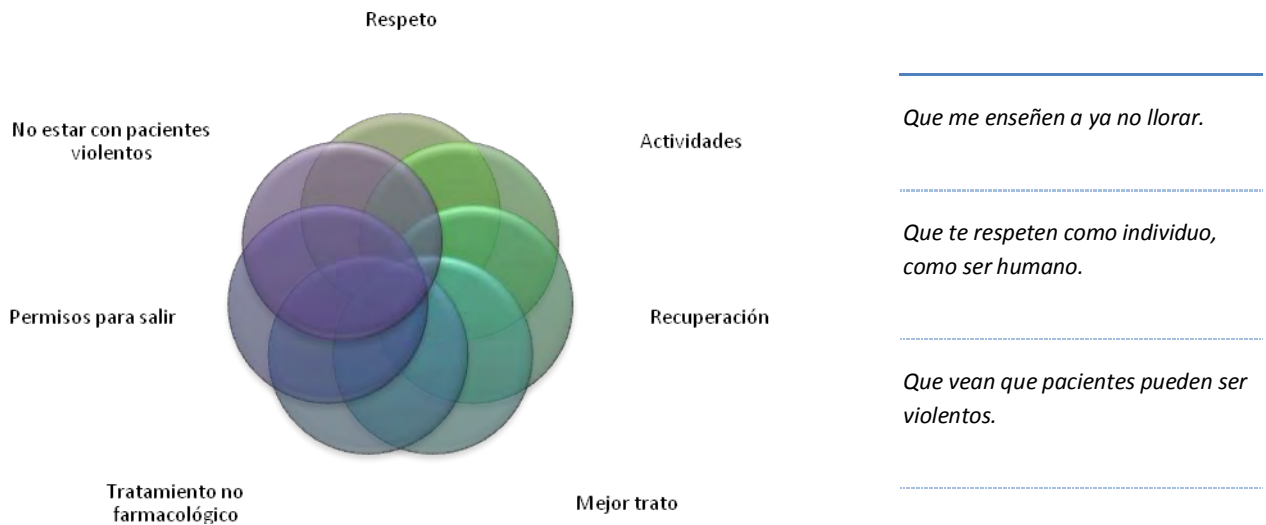 Respeto
No estar con pacientes
violentos
Actividades
Permisos para salir
Recuperación
Tratamiento no
farmacológico
Mejor trato
Que me enseñen a ya no llorar.
Que te respeten como individuo,
como ser humano.
Que vean que pacientes pueden ser
violentos.